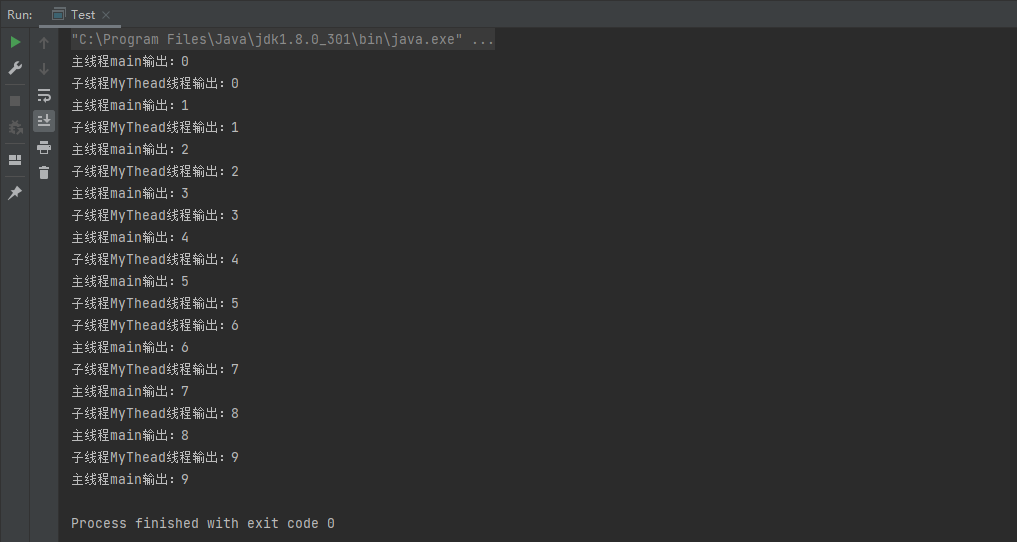 Run: Test
"C:\Program Files\Java\jdk1.8.0_301\bin\java.exe" ...
主线程main输出：0
子线程MyThead线程输出：0
主线程main输出：1
子线程MyThead线程输出：1
主线程main输出：2
子线程MyThead线程输出：2
主线程main输出：3
子线程MyThead线程输出：3
主线程main输出：4
子线程MyThead线程输出：4
主线程main输出：5
子线程MyThead线程输出：5
子线程MyThead线程输出：6
主线程main输出：6
子线程MyThead线程输出：7
主线程main输出：7
子线程MyThead线程输出：8
主线程main输出：8
子线程MyThead线程输出：9
主线程main输出：9
Process finished with exit code 0